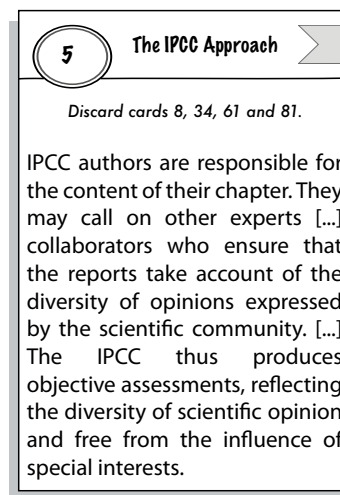 5
The IPCC Approach
Discard cards 8, 34, 61 and 81.
IPCC authors are responsible for
the content of their chapter. They
may call on other experts [...]
collaborators who ensure that
the reports take account of the
diversity of opinions expressed
by the scientific community. [...]
The IPCC thus produces
objective assessments, reflecting
the diversity of scientific opinion
and free from the influence of
special interests.